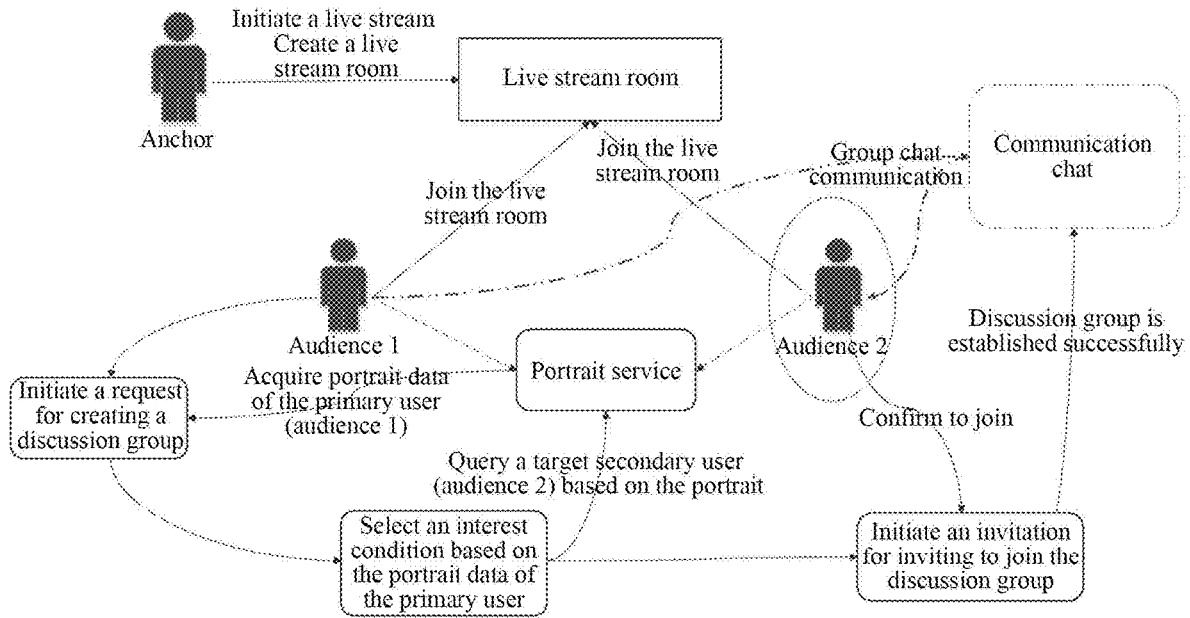 Initiate a live stream
Create a live
stream room
Live stream room
Anchor
Join the live
stream room
Join the live
stream room
Group chat
communication
Communication
chat
Audience 1
Audience 2
Portrait service
Discussion group is
established successfully
Initiate a request
for creating a
discussion group
Acquire portrait data
of the primary user
(audience 1)
Confirm to join
Query a target secondary user
(audience 2) based on the portrait
Select an interest
condition based on
the portrait data of
the primary user
Initiate an invitation
for inviting to join the
discussion group